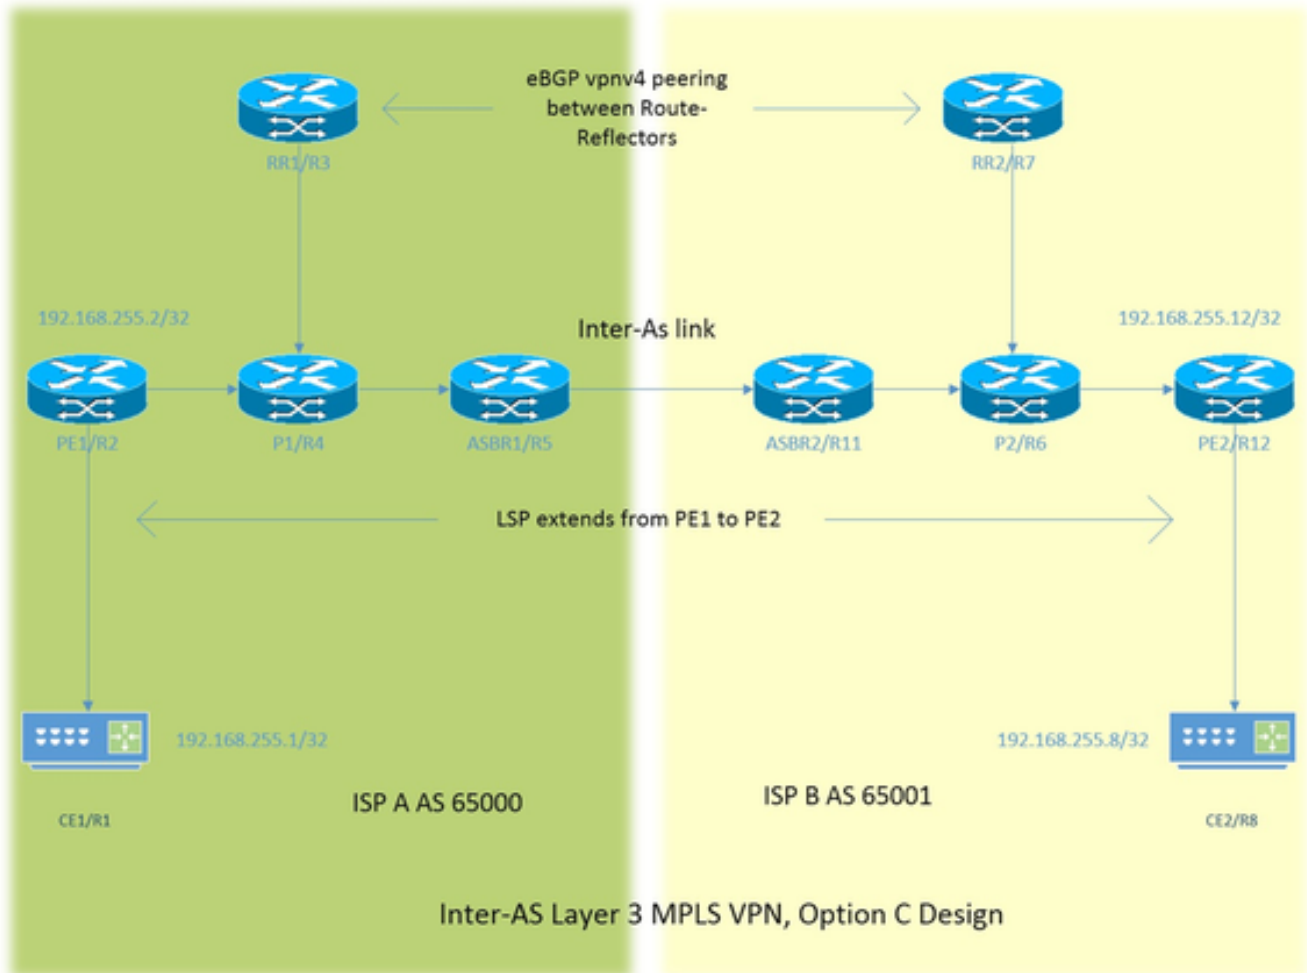 eBGP vpnv4 peering
between Route-
Reflectors
RR1/R3
RR2/R7
192.168.255.2/32
Inter-As link
192.168.255.12/32
PE1/R2
P1/R4
ASBR1/R5
ASBR2/R11
P2/R6
PE2/R12
LSP extends from PE1 to PE2
192.168.255.1/32
192.168.255.8/32
ISP A AS 65000
ISP B AS 65001
CE1/R1
CE2/R8
Inter-AS Layer 3 MPLS VPN, Option C Design